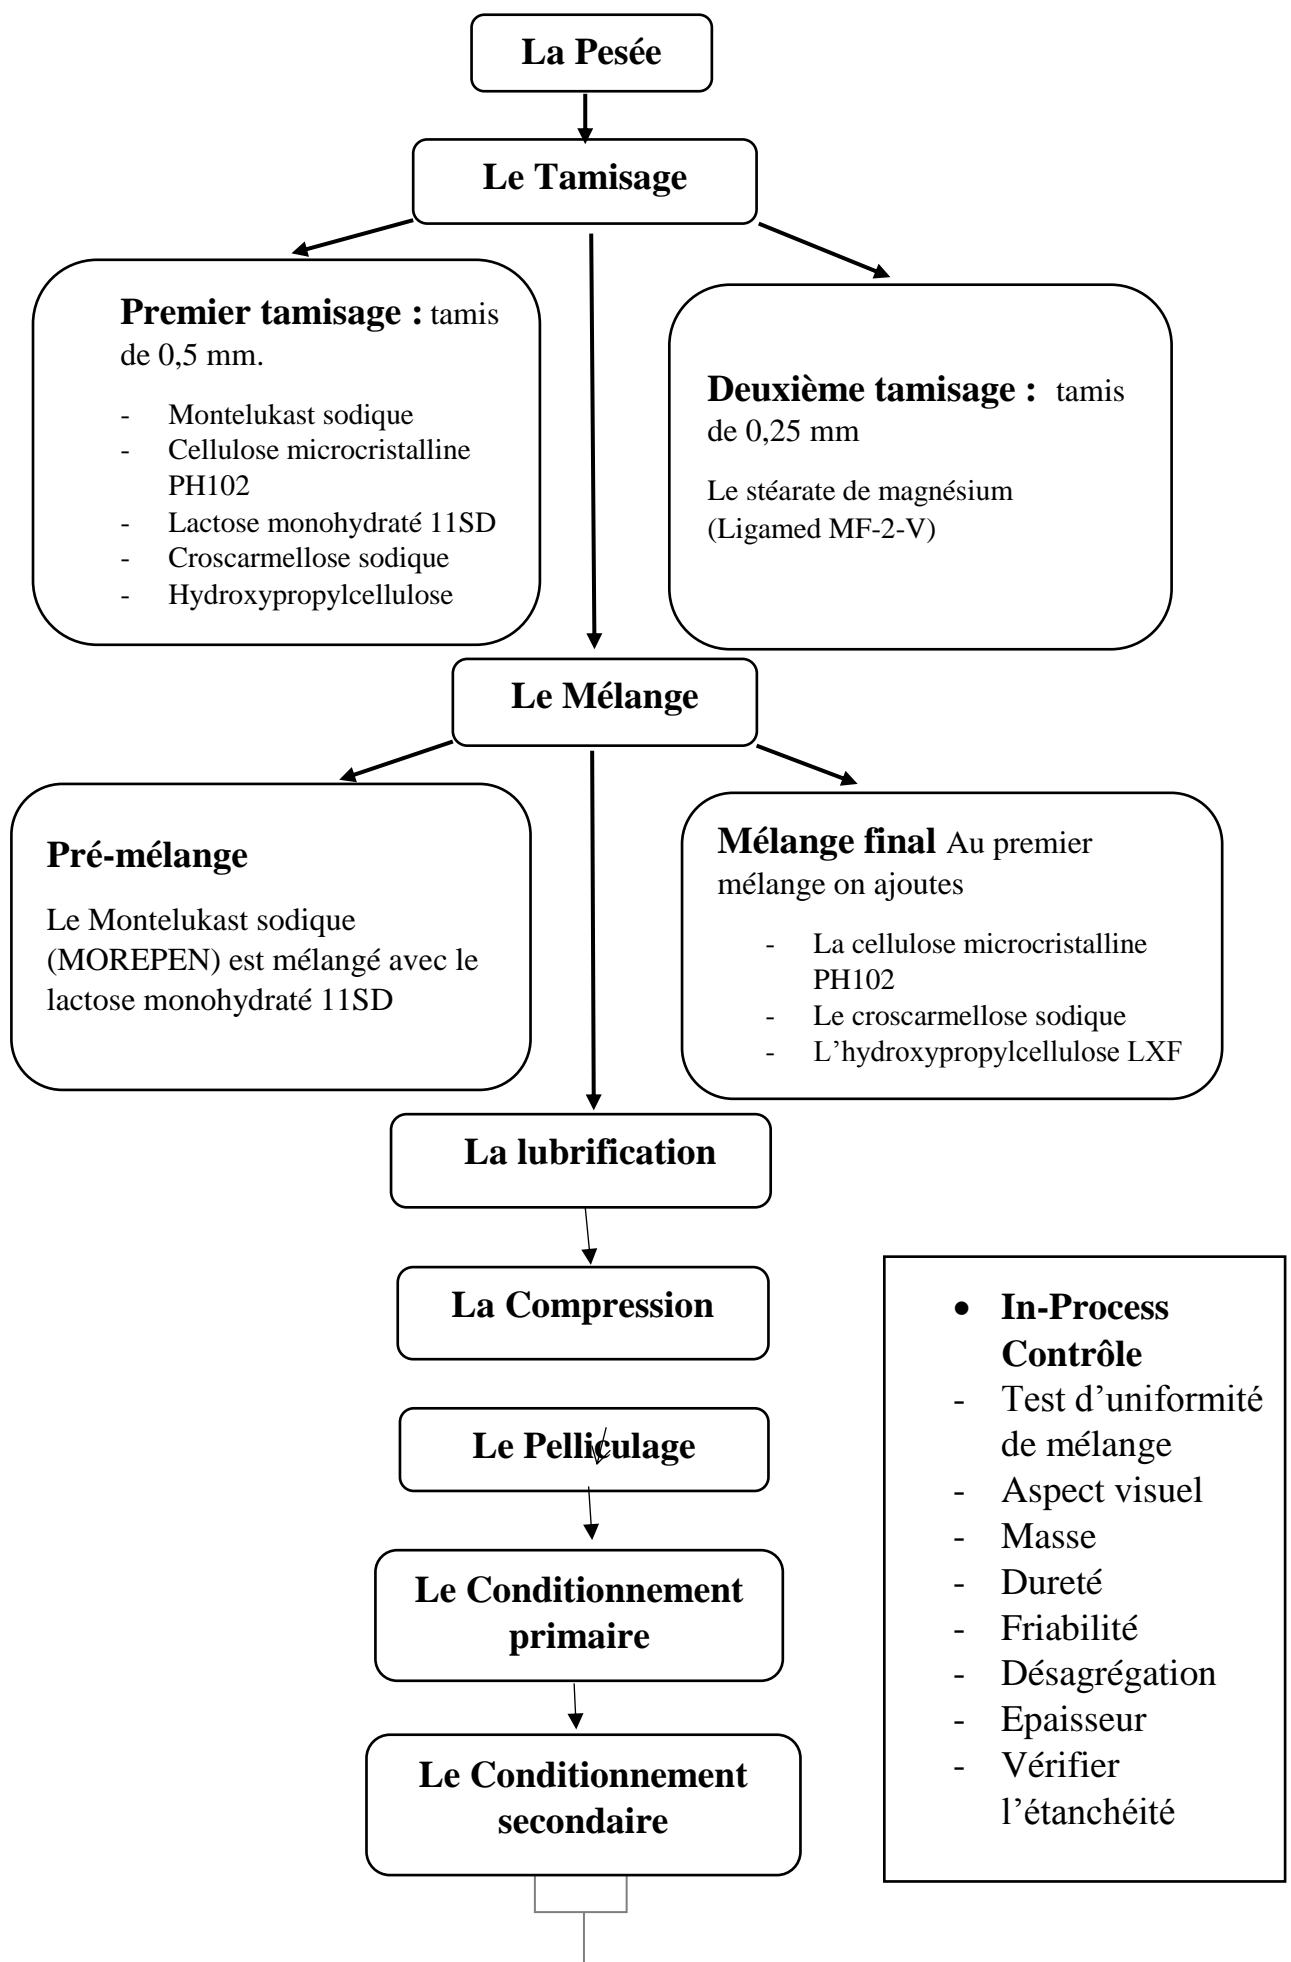 La Pesée
Le Tamisage
Premier tamisage : tamis
de 0,5 mm.
- Montelukast sodique
- Cellulose microcristalline
PH102
- Lactose monohydraté 11SD
- Croscarmellose sodique
- Hydroxypropylcellulose
Deuxième tamisage : tamis
de 0,25 mm
Le stéarate de magnésium
(Ligamed MF-2-V)
Le Mélange
Pré-mélange
Le Montelukast sodique
(MOREPEN) est mélangé avec le
lactose monohydraté 11SD
Mélange final Au premier
mélange on ajoutes
- La cellulose microcristalline
PH102
- Le croscarmellose sodique
- L’hydroxypropylcellulose LXF
La lubrification
La Compression
Le Pelliculage
Le Conditionnement
primaire
Le Conditionnement
secondaire
• In-Process
Contrôle
- Test d’uniformité
de mélange
- Aspect visuel
- Masse
- Dureté
- Friabilité
- Désagrégation
- Epaisseur
- Vérifier
l’étanchéité